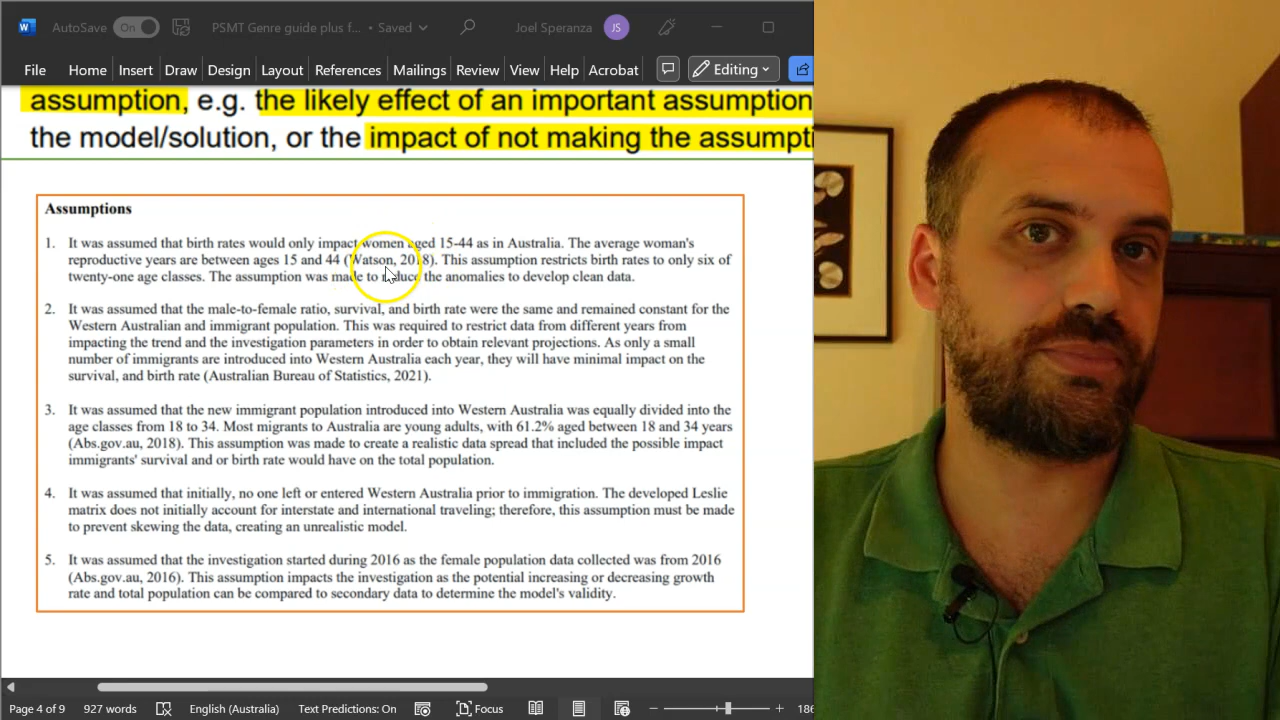 AutoSave On PSMT Genre guide plus f... • Saved Joel Speranza JS
File Home Insert Draw Design Layout References Mailings Review View Help Acrobat Editing
assumption, e.g. the likely effect of an important assumption
the model/solution, or the impact of not making the assumpti
Assumptions
1. It was assumed that birth rates would only impact women aged 15-44 as in Australia. The average woman's
reproductive years are between ages 15 and 44 (Watson, 2018). This assumption restricts birth rates to only six of
twenty-one age classes. The assumption was made to reduce the anomalies to develop clean data.
2. It was assumed that the male-to-female ratio, survival, and birth rate were the same and remained constant for the
Western Australian and immigrant population. This was required to restrict data from different years from
impacting the trend and the investigation parameters in order to obtain relevant projections. As only a small
number of immigrants are introduced into Western Australia each year, they will have minimal impact on the
survival, and birth rate (Australian Bureau of Statistics, 2021).
3. It was assumed that the new immigrant population introduced into Western Australia was equally divided into the
age classes from 18 to 34. Most migrants to Australia are young adults, with 61.2% aged between 18 and 34 years
(Abs.gov.au, 2018). This assumption was made to create a realistic data spread that included the possible impact
immigrants' survival and or birth rate would have on the total population.
4. It was assumed that initially, no one left or entered Western Australia prior to immigration. The developed Leslie
matrix does not initially account for interstate and international traveling; therefore, this assumption must be made
to prevent skewing the data, creating an unrealistic model.
5. It was assumed that the investigation started during 2016 as the female population data collected was from 2016
(Abs.gov.au, 2016). This assumption impacts the investigation as the potential increasing or decreasing growth
rate and total population can be compared to secondary data to determine the model's validity.
Page 4 of 9 927 words English (Australia) Text Predictions: On Focus 186